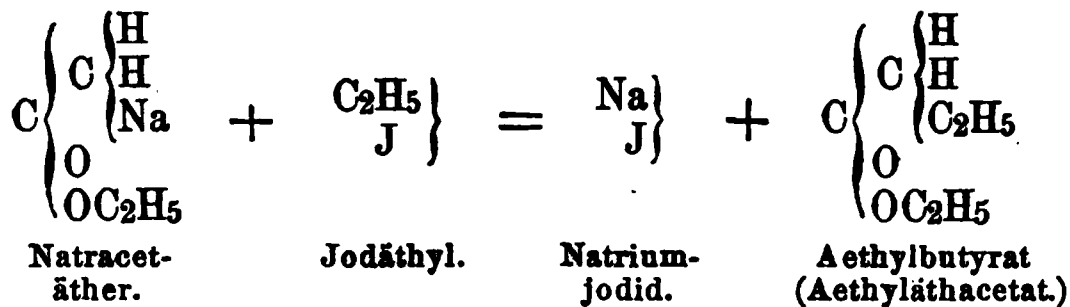 H H
C H C H
C Na + C2H5 J = Na J + C C2H5
O O
OC2H5 OC2H5
Natracet- Jodäthyl. Natrium- Aethylbutyrat
äther. jodid. (Aethyläthacetat.)